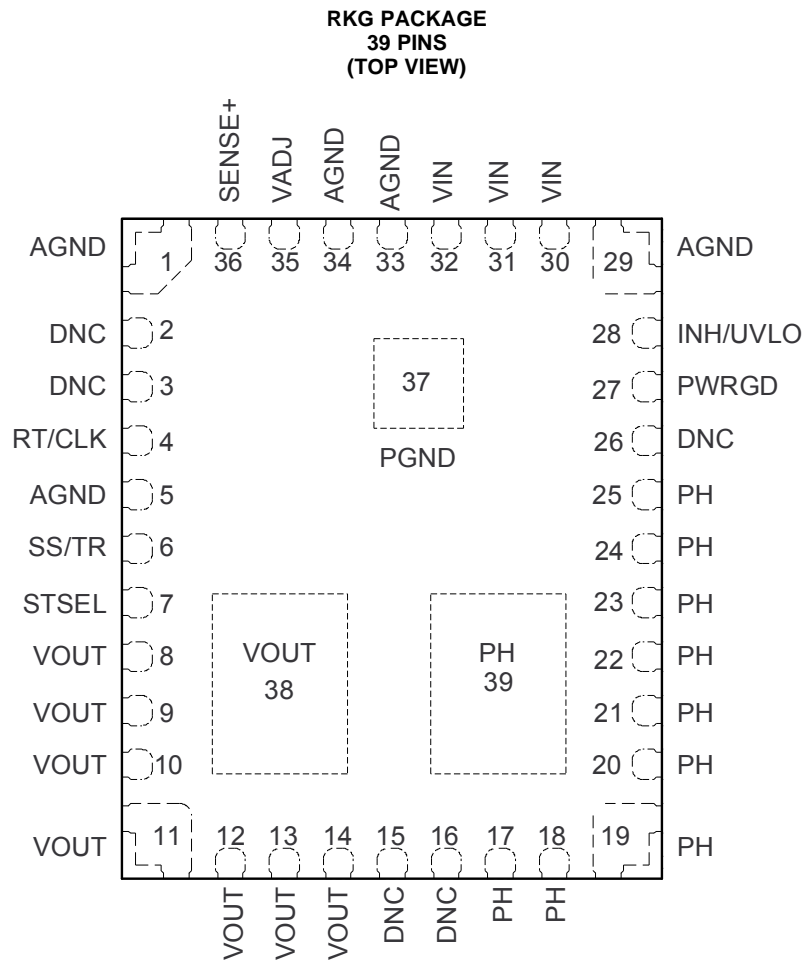 RKG PACKAGE
39 PINS
(TOP VIEW)
SENSE+ VADJ AGND AGND VIN VIN VIN
AGND 1 36 35 34 33 32 31 30 29 AGND
DNC 2 28 INH/UVLO
DNC 3 37 27 PWRGD
RT/CLK 4 26 DNC
PGND
AGND 5 25 PH
SS/TR 6 24 PH
STSEL 7 23 PH
VOUT 8 VOUT PH 22 PH
38 39
VOUT 9 21 PH
VOUT 10 20 PH
VOUT 11 12 13 14 15 16 17 18 19 PH
VOUT VOUT VOUT DNC DNC PH PH